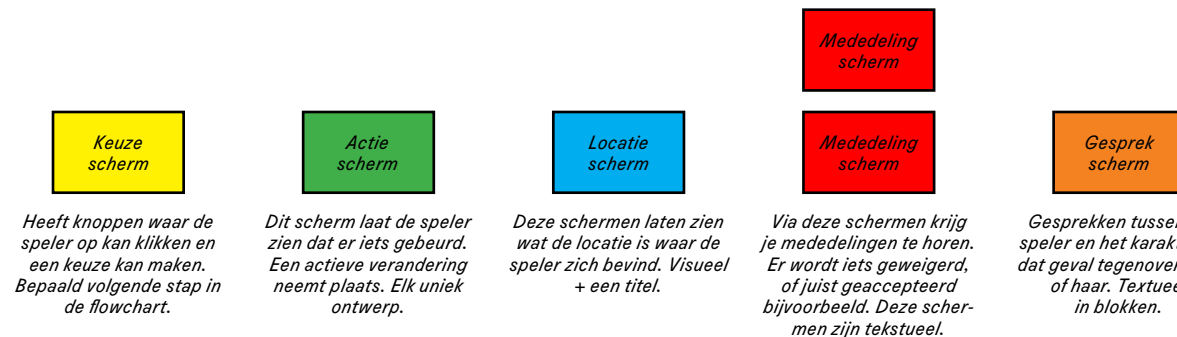 Mededeling
scherm
Keuze
scherm
Actie
scherm
Locatie
scherm
Mededeling
scherm
Gesprek
scherm
Heeft knoppen waar de
speler op kan klikken en
een keuze kan maken.
Bepaald volgende stap in
de flowchart.
Dit scherm laat de speler
zien dat er iets gebeurd.
Een actieve verandering
neemt plaats. Elk uniek
ontwerp.
Deze schermen laten zien
wat de locatie is waar de
speler zich bevind. Visueel
+ een titel.
Via deze schermen krijg
je mededelingen te horen.
Er wordt iets geweigerd,
of juist geaccepteerd
bijvoorbeeld. Deze scher-
men zijn tekstueel.
Gesprekken
speler en het
dat geval
of haar.
in blokken.